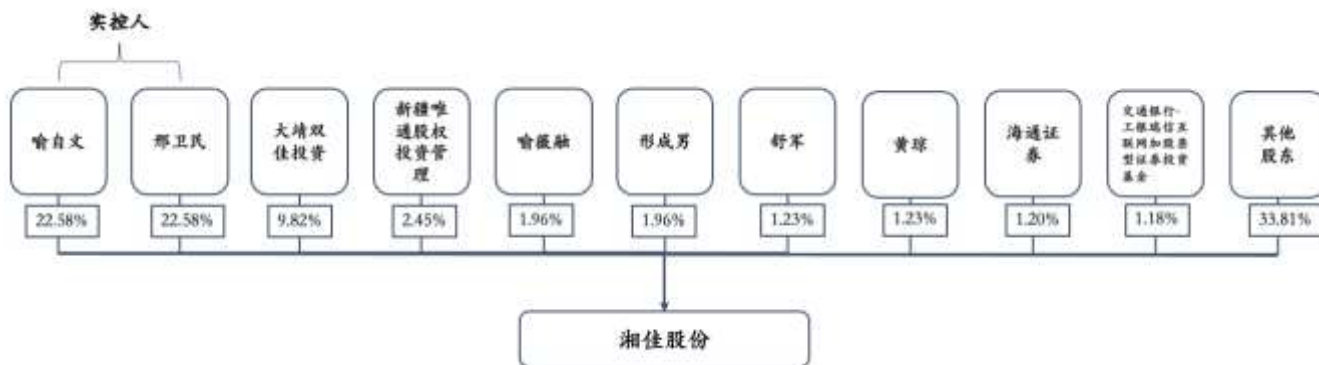 实控人
喻自文
邢卫民
大靖双
佳投资
新疆唯
通股权
投资管
理
喻薇融
形成男
舒军
黄琼
海通证
券
交通银行-
工银瑞信互
联网加股票
型证券投资
基金
其他
股东
22.58%
22.58%
9.82%
2.45%
1.96%
1.96%
1.23%
1.23%
1.20%
1.18%
33.81%
湘佳股份